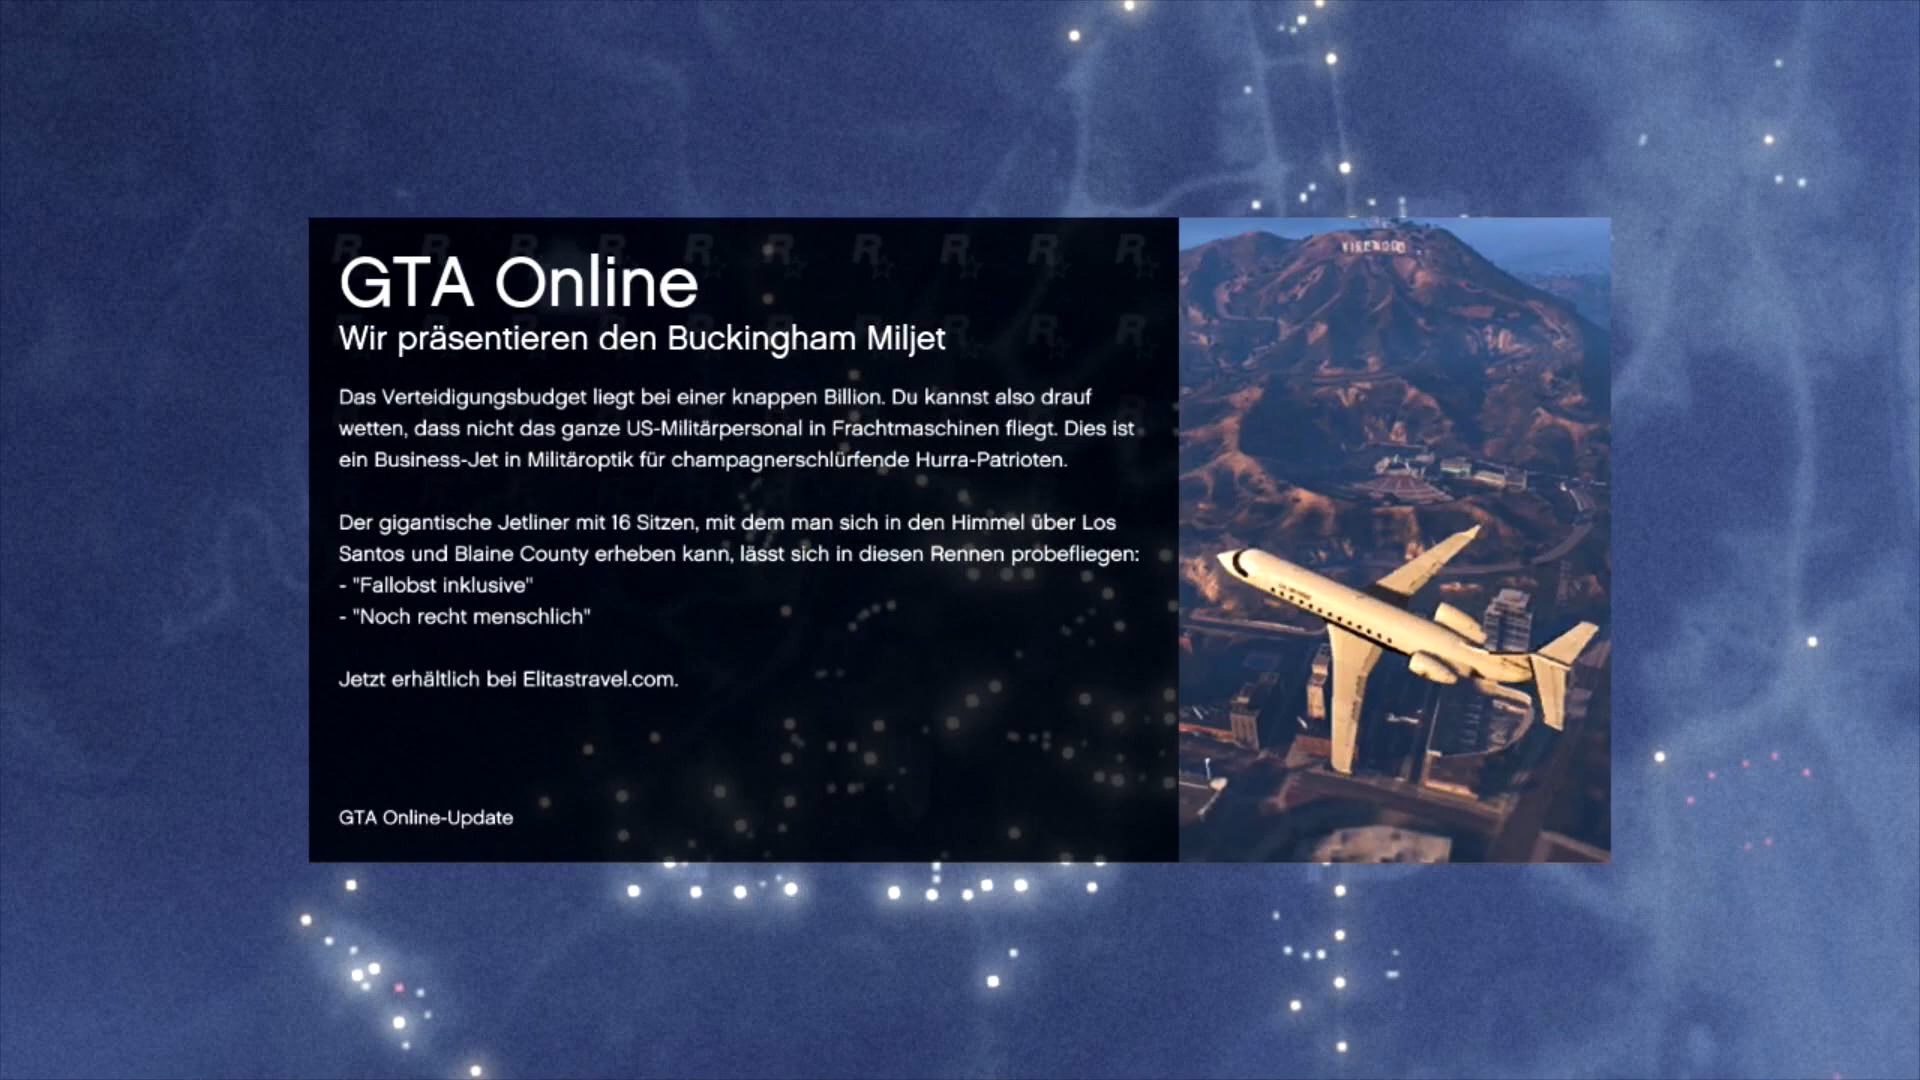 GTA Online
Wir präsentieren den Buckingham Miljet
Das Verteidigungsbudget liegt bei einer knappen Billion. Du kannst also drauf
wetten, dass nicht das ganze US-Militärpersonal in Frachtmaschinen fliegt. Dies ist
ein Business-Jet in Militäroptik für champagnerschlürfende Hurra-Patrioten.
Der gigantische Jetliner mit 16 Sitzen, mit dem man sich in den Himmel über Los
Santos und Blaine County erheben kann, lässt sich in diesen Rennen probefliegen:
- "Fallobst inklusive"
- "Noch recht menschlich"
Jetzt erhältlich bei Elitastravel.com.
GTA Online-Update
VINEWOOD